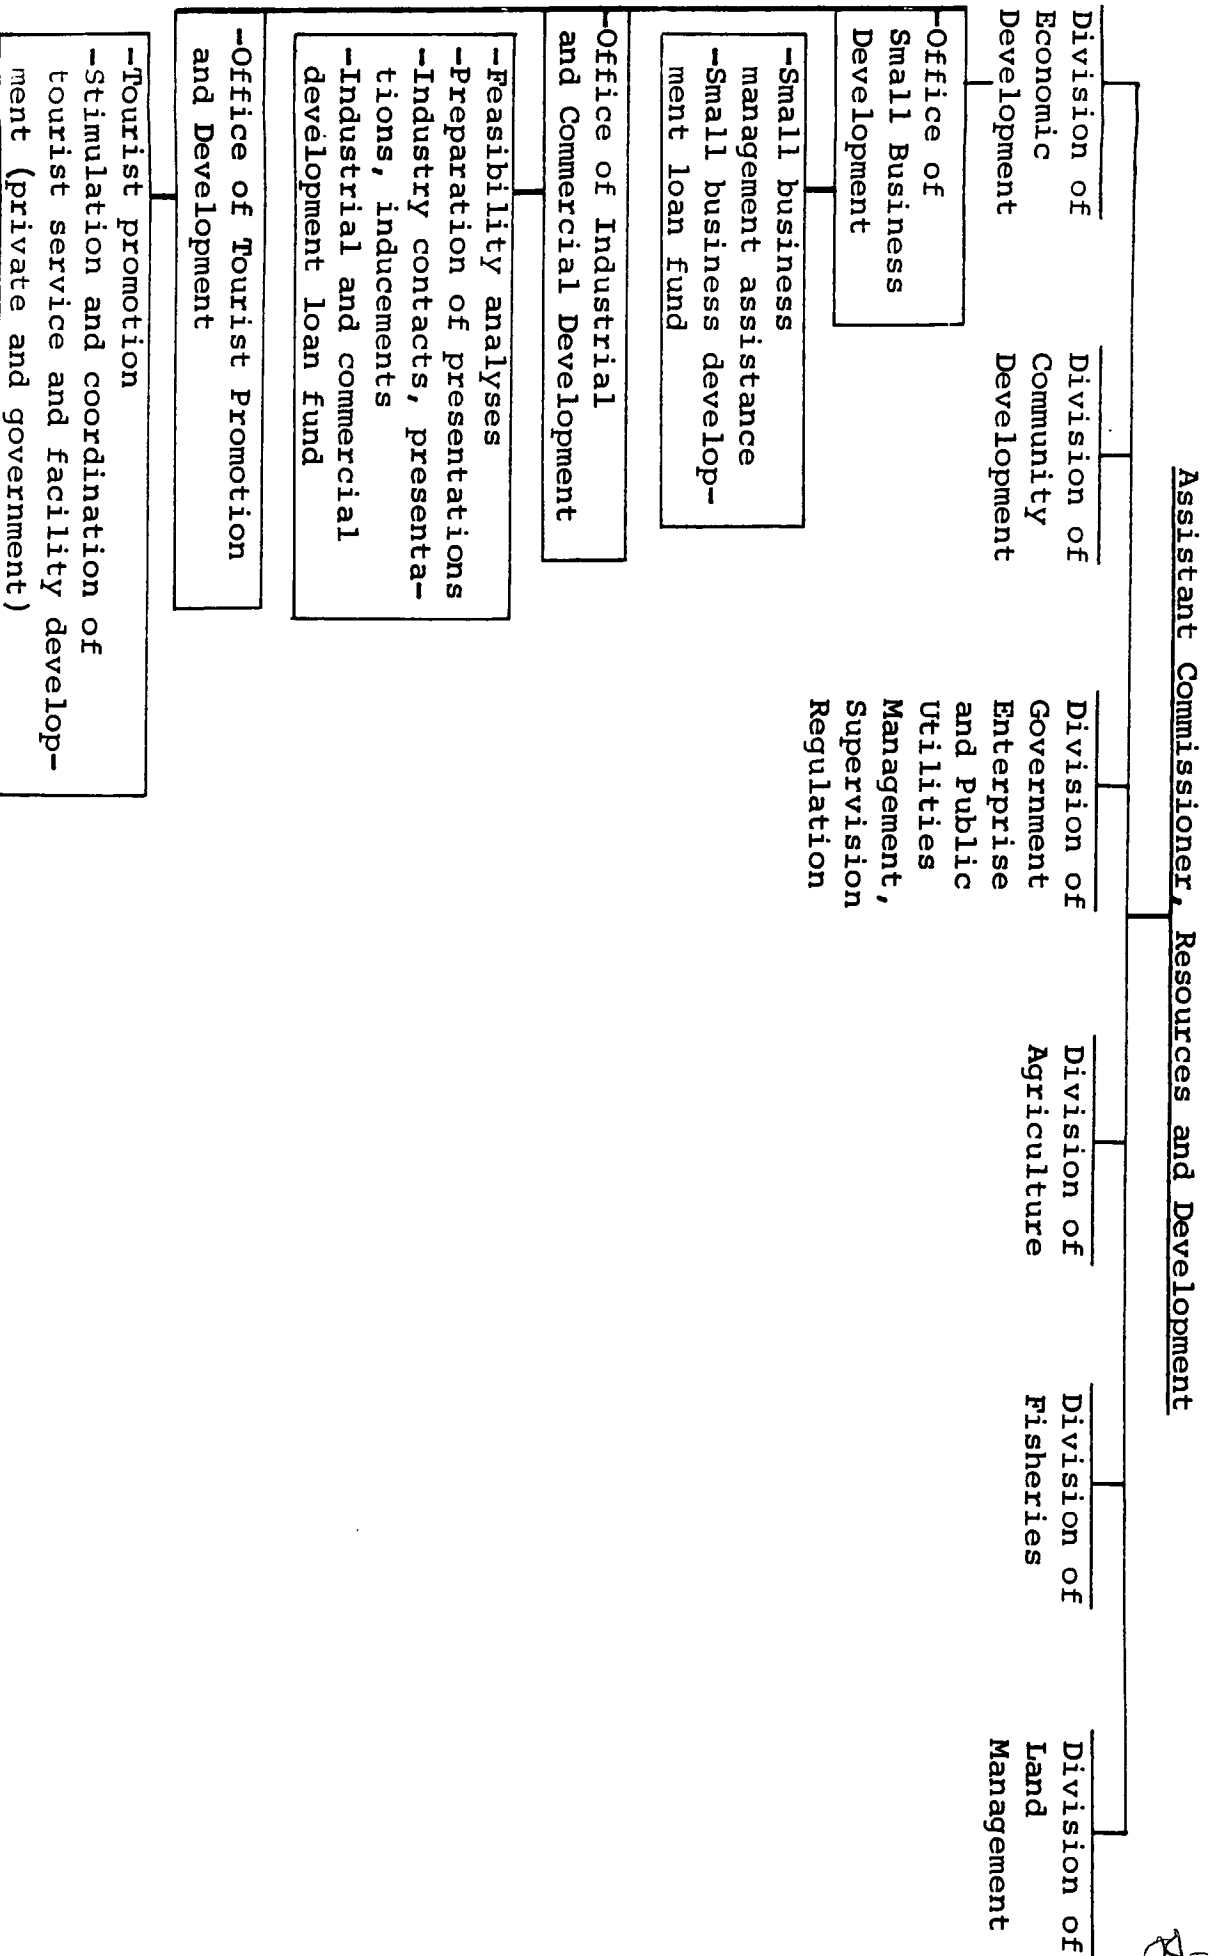 Assistant Commissioner, Resources and Development
Division of
Economic
Development
Division of
Community
Development
Division of
Government
Enterprise
and Public
Utilities
Management,
Supervision
Regulation
Division of
Agriculture
Division of
Fisheries
Division of
Land
Management
-Office of
Small Business
Development
-Small business
management assistance
-Small business develop-
ment loan fund
-Office of Industrial
and Commercial Development
-Feasibility analyses
-Preparation of presentations
-Industry contacts, presenta-
tions, inducements
-Industrial and commercial
development loan fund
-Office of Tourist Promotion
and Development
-Tourist promotion
-Stimulation and coordination of
tourist service and facility develop-
ment (private and government)